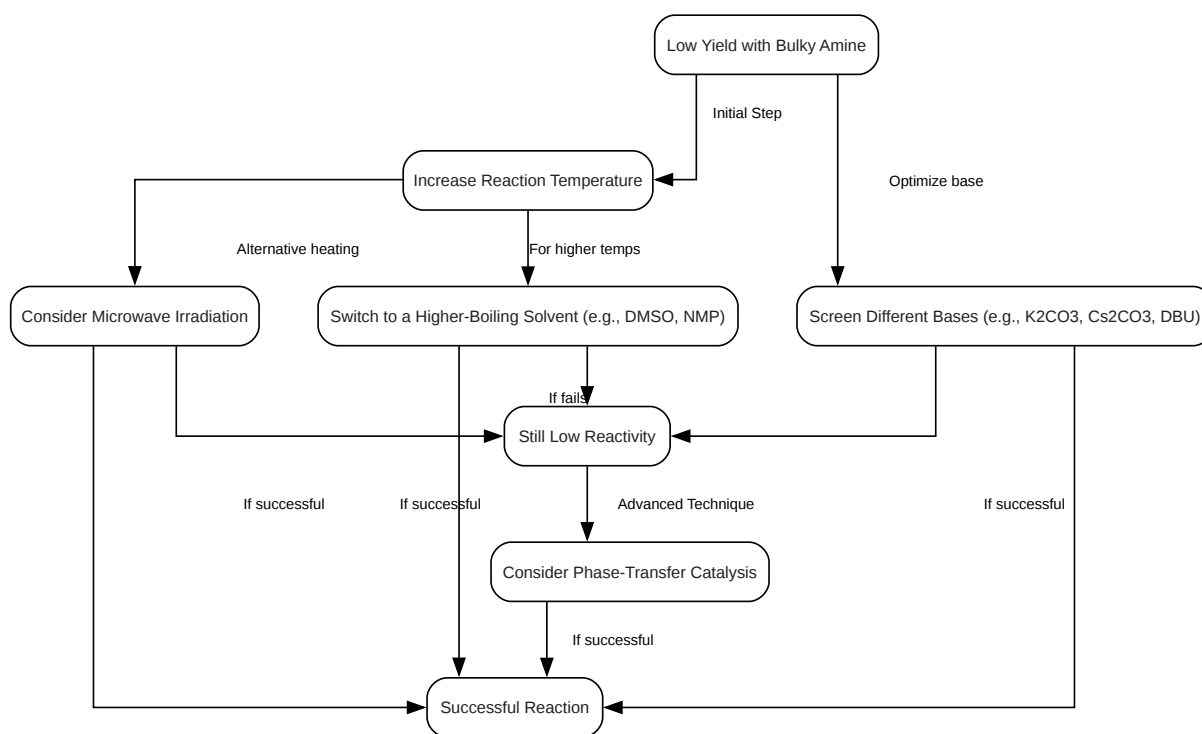 Low Yield with Bulky Amine
Initial Step
Increase Reaction Temperature
Optimize base
Alternative heating
For higher temps
Consider Microwave Irradiation
Switch to a Higher-Boiling Solvent (e.g., DMSO, NMP)
Screen Different Bases (e.g., K2CO3, Cs2CO3, DBU)
If fails
Still Low Reactivity
If successful
If successful
Advanced Technique
If successful
Consider Phase-Transfer Catalysis
If successful
Successful Reaction